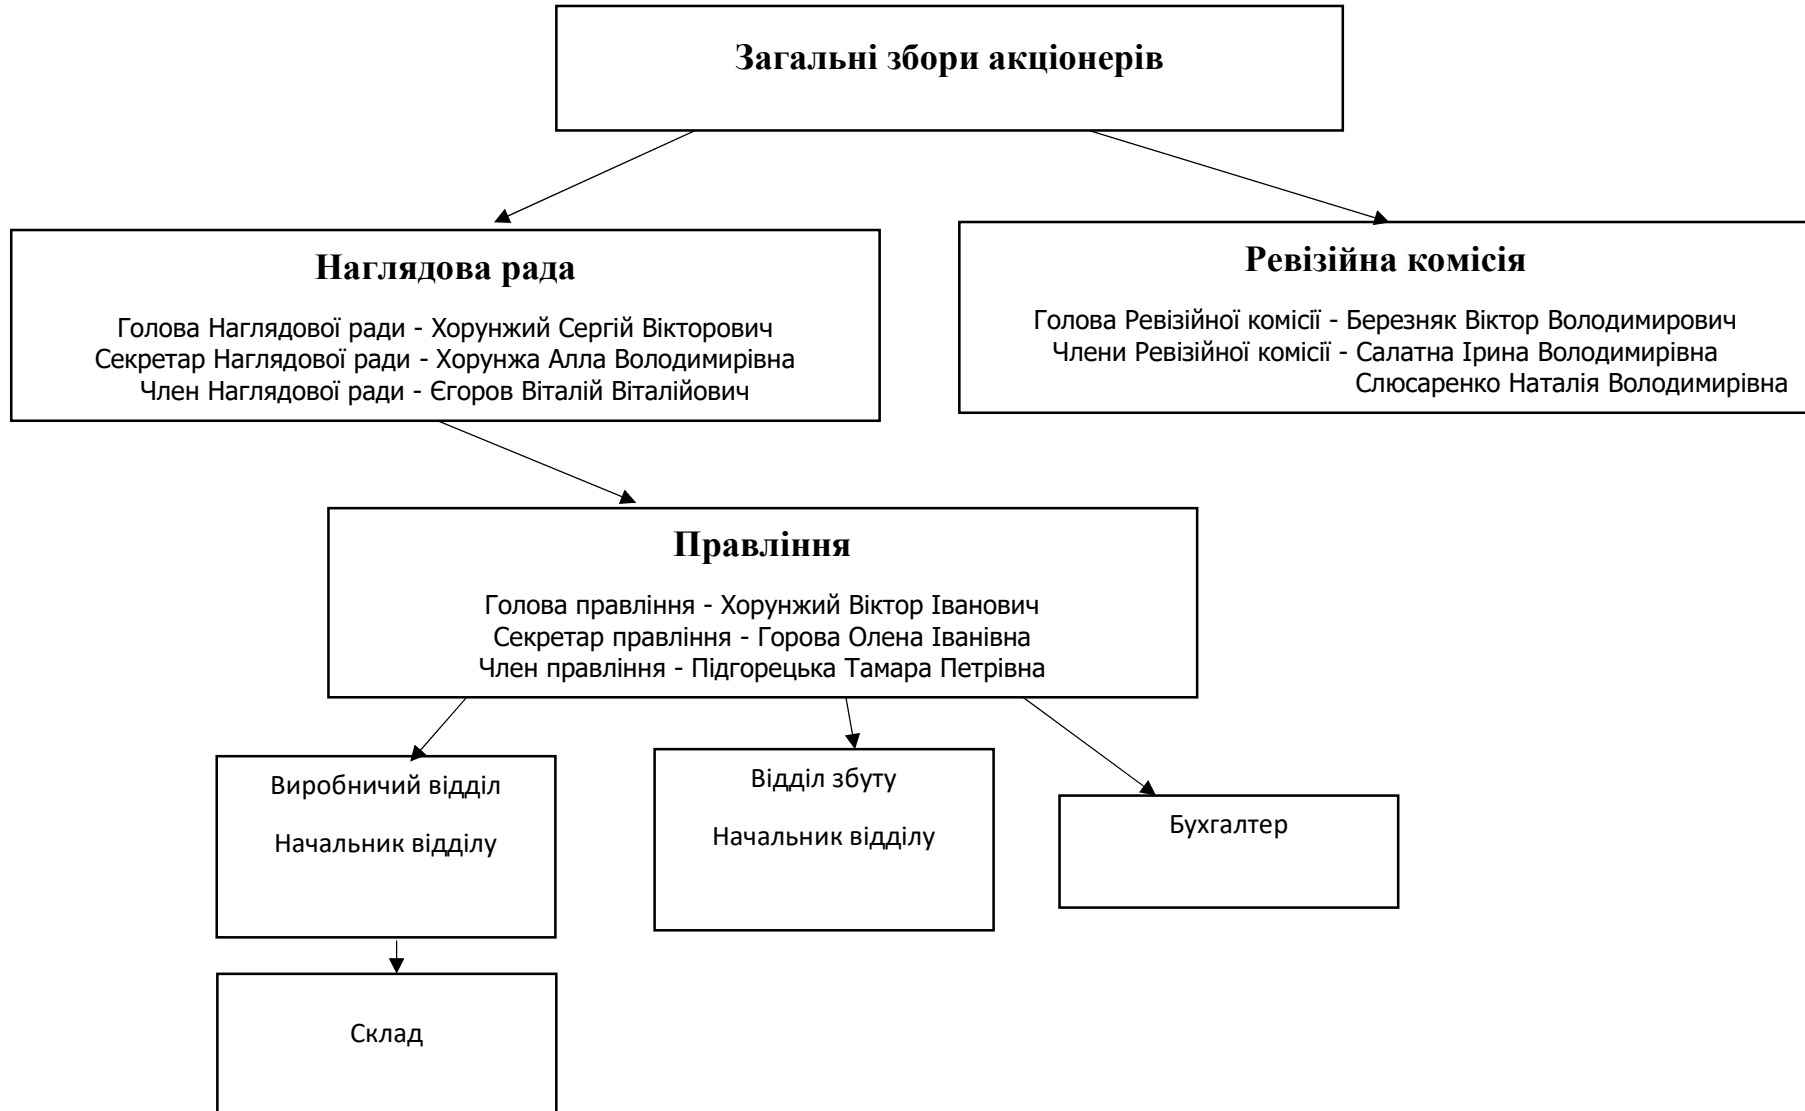 Загальні збори акціонерів
Наглядова рада
Голова Наглядової ради - Хорунжий Сергій Вікторович
Секретар Наглядової ради - Хорунжа Алла Володимирівна
Член Наглядової ради - Єгоров Віталій Віталійович
Ревізійна комісія
Голова Ревізійної комісії - Березняк Віктор Володимирович
Члени Ревізійної комісії - Салатна Ірина Володимирівна
Слюсаренко Наталія Володимирівна
Правління
Голова правління - Хорунжий Віктор Іванович
Секретар правління - Горова Олена Іванівна
Член правління - Підгорецька Тамара Петрівна
Виробничий відділ
Начальник відділу
Відділ збуту
Начальник відділу
Бухгалтер
Склад